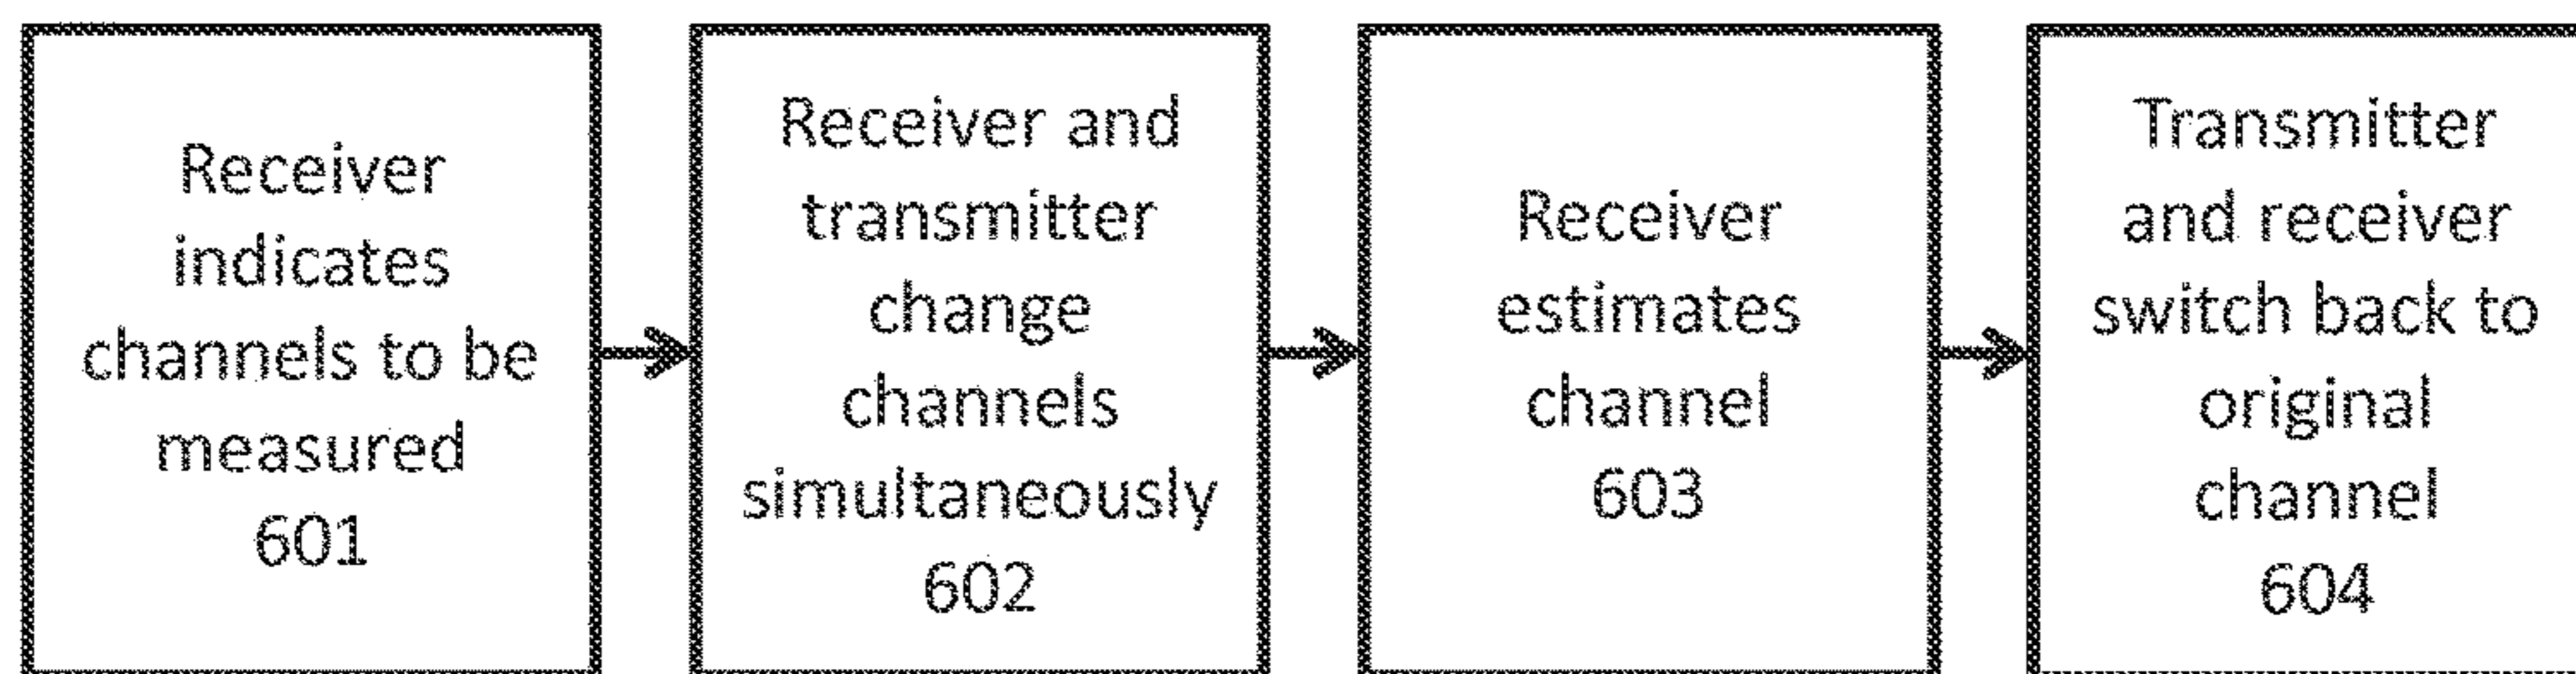 Receiver
indicates
channels to be
measured
601
Receiver and
transmitter
change
channels
simultaneously
602
Receiver
estimates
channel
603
Transmitter
and receiver
switch back to
original
channel
604